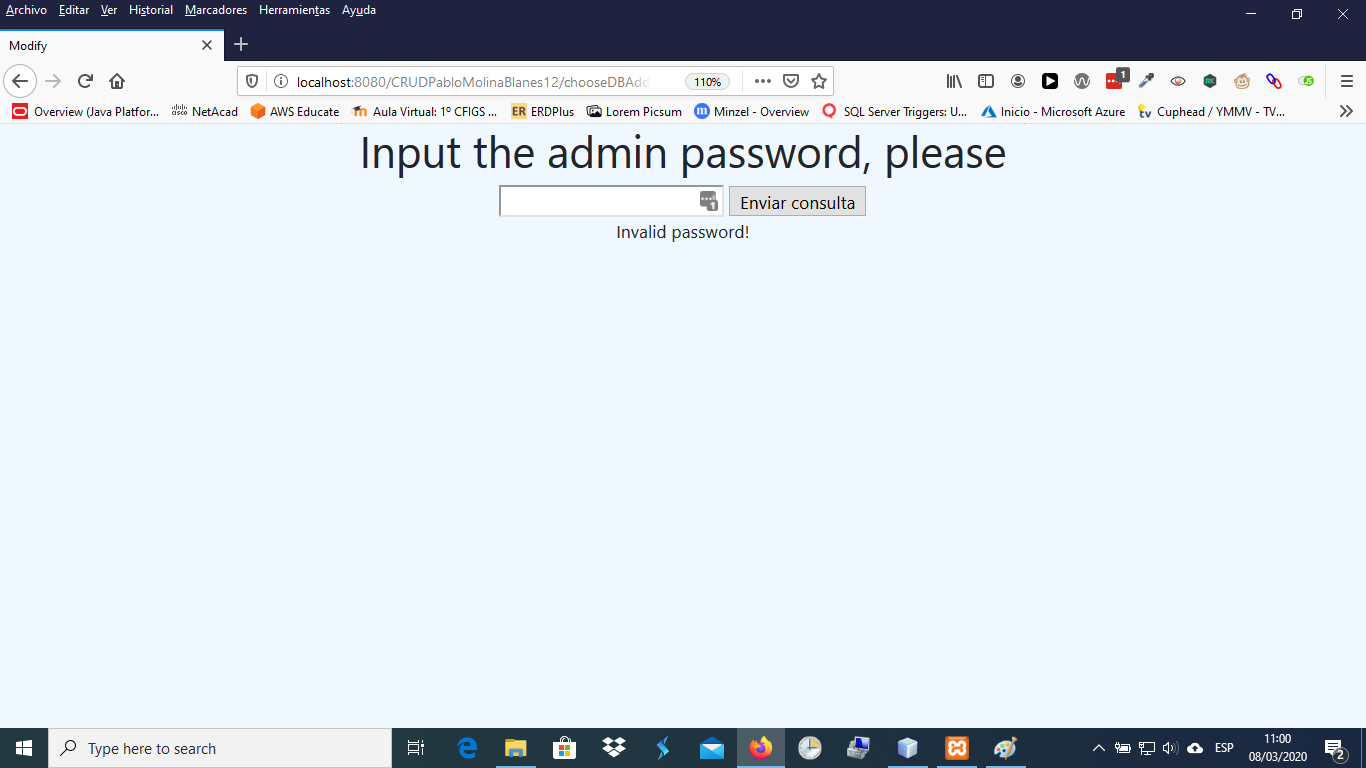 Archivo Editar Ver Historial Marcadores Herramientas Ayuda
Modify
localhost:8080/CRUDPabloMolinaBlanes12/chooseDBAdd 110%
1
Overview (Java Platfor... NetAcad AWS Educate Aula Virtual: 1º CFIGS ... ERDPlus Lorem Picsum Minzel - Overview SQL Server Triggers: U... Inicio - Microsoft Azure Cuphead / YMMV - TV...
Input the admin password, please
Enviar consulta
Invalid password!
Type here to search
ESP
11:00
08/03/2020
2